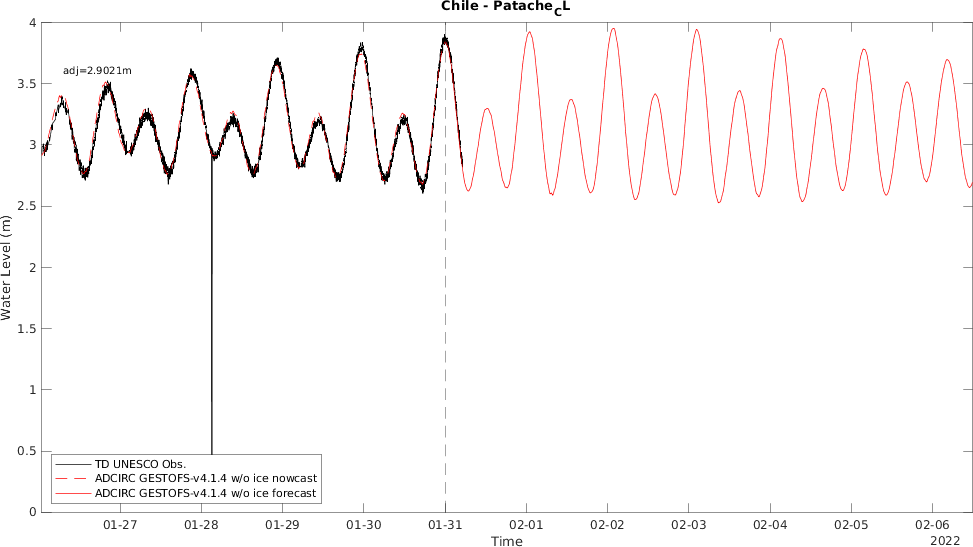 Chile - Patache_CL
adj=2.9021m
4
3.5
3
2.5
2
1.5
1
0.5
0
Water Level (m)
TD UNESCO Obs.
ADCIRC GESTOFS-v4.1.4 w/o ice nowcast
ADCIRC GESTOFS-v4.1.4 w/o ice forecast
01-27 01-28 01-29 01-30 01-31 02-01 02-02 02-03 02-04 02-05 02-06
Time
2022